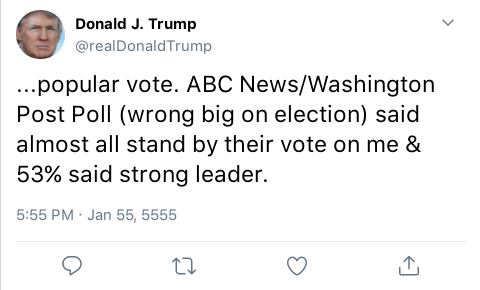 Donald J. Trump
@realDonaldTrump
...popular vote. ABC News/Washington
Post Poll (wrong big on election) said
almost all stand by their vote on me &
53% said strong leader.
5:55 PM · Jan 55, 5555